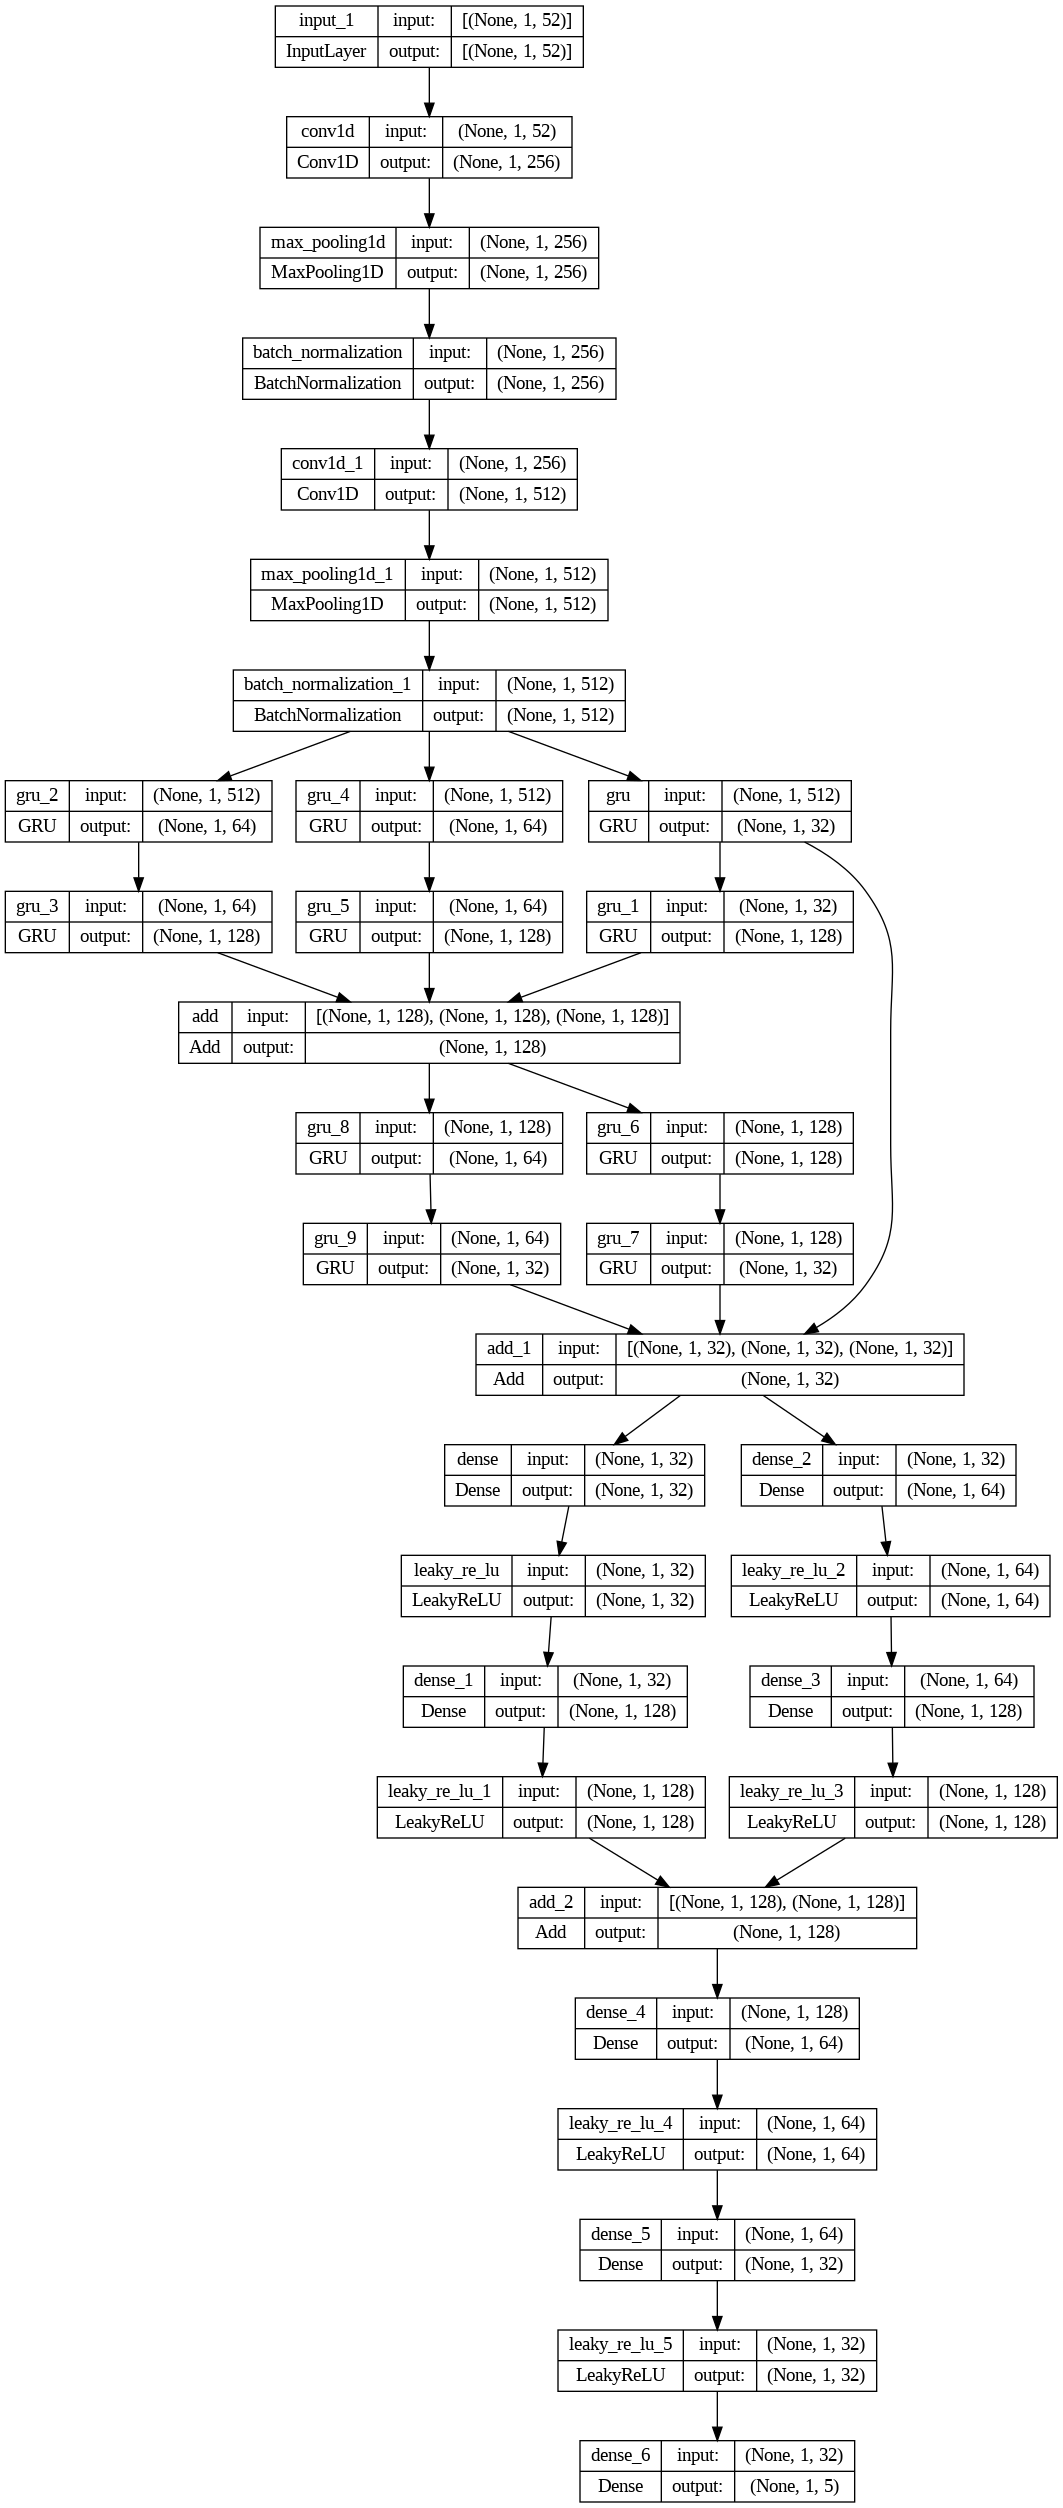 input_1 input: [(None, 1, 52)]
InputLayer output: [(None, 1, 52)]
conv1d input: (None, 1, 52)
Conv1D output: (None, 1, 256)
max_pooling1d input: (None, 1, 256)
MaxPooling1D output: (None, 1, 256)
batch_normalization input: (None, 1, 256)
BatchNormalization output: (None, 1, 256)
conv1d_1 input: (None, 1, 256)
Conv1D output: (None, 1, 512)
max_pooling1d_1 input: (None, 1, 512)
MaxPooling1D output: (None, 1, 512)
batch_normalization_1 input: (None, 1, 512)
BatchNormalization output: (None, 1, 512)
gru_2 input: (None, 1, 512)
GRU output: (None, 1, 64)
gru_4 input: (None, 1, 512)
GRU output: (None, 1, 64)
gru input: (None, 1, 512)
GRU output: (None, 1, 32)
gru_3 input: (None, 1, 64)
GRU output: (None, 1, 128)
gru_5 input: (None, 1, 64)
GRU output: (None, 1, 128)
gru_1 input: (None, 1, 32)
GRU output: (None, 1, 128)
add input: [(None, 1, 128), (None, 1, 128), (None, 1, 128)]
Add output: (None, 1, 128)
gru_8 input: (None, 1, 128)
GRU output: (None, 1, 64)
gru_6 input: (None, 1, 128)
GRU output: (None, 1, 128)
gru_9 input: (None, 1, 64)
GRU output: (None, 1, 32)
gru_7 input: (None, 1, 128)
GRU output: (None, 1, 32)
add_1 input: [(None, 1, 32), (None, 1, 32), (None, 1, 32)]
Add output: (None, 1, 32)
dense input: (None, 1, 32)
Dense output: (None, 1, 32)
dense_2 input: (None, 1, 32)
Dense output: (None, 1, 64)
leaky_re_lu input: (None, 1, 32)
LeakyReLU output: (None, 1, 32)
leaky_re_lu_2 input: (None, 1, 64)
LeakyReLU output: (None, 1, 64)
dense_1 input: (None, 1, 32)
Dense output: (None, 1, 128)
dense_3 input: (None, 1, 64)
Dense output: (None, 1, 128)
leaky_re_lu_1 input: (None, 1, 128)
LeakyReLU output: (None, 1, 128)
leaky_re_lu_3 input: (None, 1, 128)
LeakyReLU output: (None, 1, 128)
add_2 input: [(None, 1, 128), (None, 1, 128)]
Add output: (None, 1, 128)
dense_4 input: (None, 1, 128)
Dense output: (None, 1, 64)
leaky_re_lu_4 input: (None, 1, 64)
LeakyReLU output: (None, 1, 64)
dense_5 input: (None, 1, 64)
Dense output: (None, 1, 32)
leaky_re_lu_5 input: (None, 1, 32)
LeakyReLU output: (None, 1, 32)
dense_6 input: (None, 1, 32)
Dense output: (None, 1, 5)